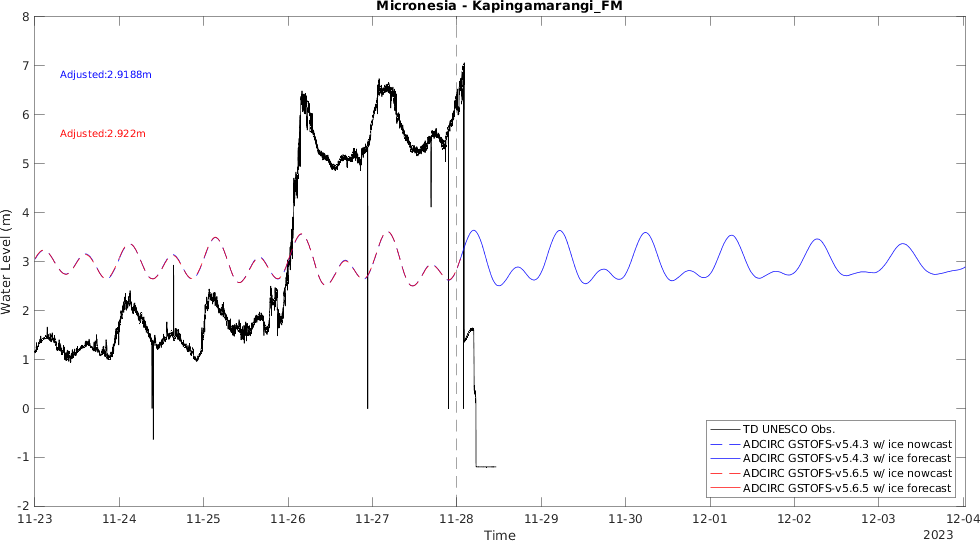 Micronesia - Kapingamarangi_FM
8
7
6
5
4
3
2
1
0
-1
-2
Water Level (m)
Adjusted:2.9188m
Adjusted:2.922m
TD UNESCO Obs.
ADCIRC GSTOFS-v5.4.3 w/ ice nowcast
ADCIRC GSTOFS-v5.4.3 w/ ice forecast
ADCIRC GSTOFS-v5.6.5 w/ ice nowcast
ADCIRC GSTOFS-v5.6.5 w/ ice forecast
11-23 11-24 11-25 11-26 11-27 11-28 11-29 11-30 12-01 12-02 12-03 12-04
Time
2023